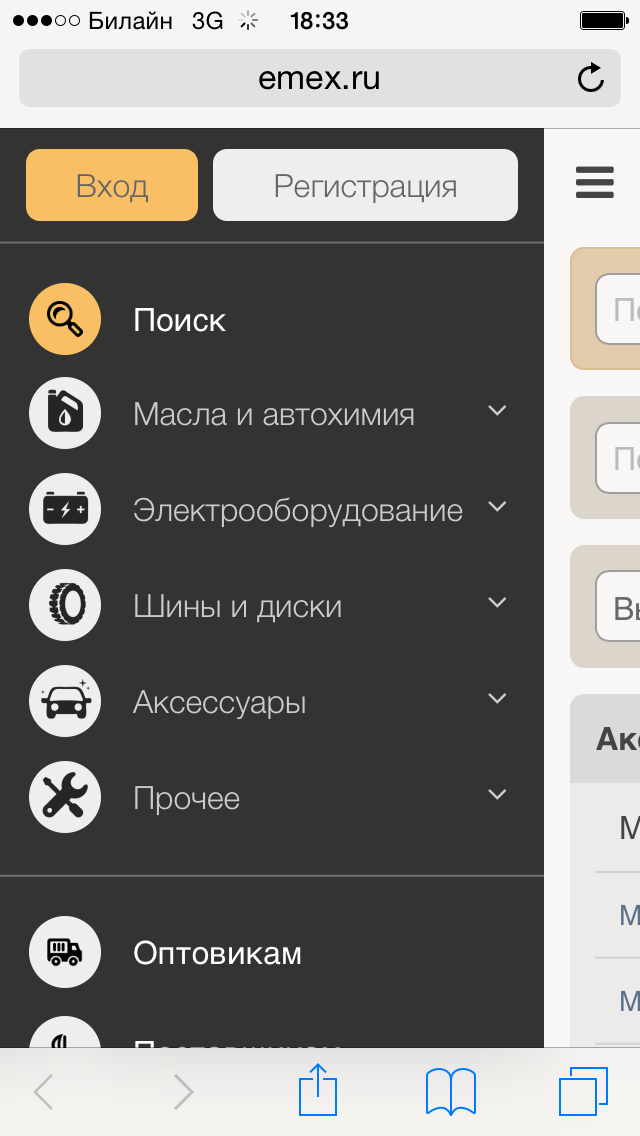 Билайн 3G 18:33
emex.ru
Вход Регистрация
Поиск
Масла и автохимия
Электрооборудование
Шины и диски
Аксессуары
Прочее
Оптовикам